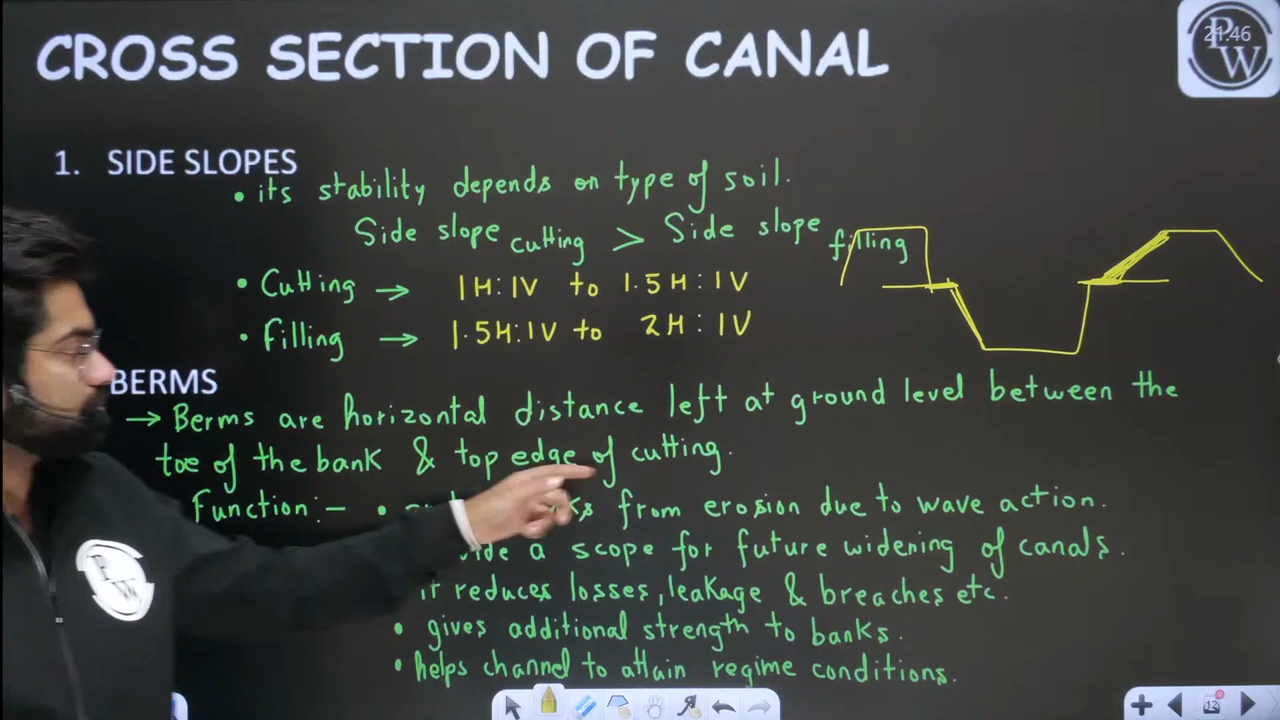 CROSS SECTION OF CANAL
21:46
PW
1. SIDE SLOPES
• its stability depends on type of soil.
Side slope cutting > Side slope filling
• Cutting → 1H:1V to 1.5H:1V
• Filling → 1.5H:1V to 2H:1V
BERMS
→ Berms are horizontal distance left at ground level between the
toe of the bank & top edge of cutting.
Function:- • from erosion due to wave action.
a scope for future widening of canals.
it reduces losses, leakage & breaches etc.
• gives additional strength to banks.
• helps channel to attain regime conditions.
PW
12